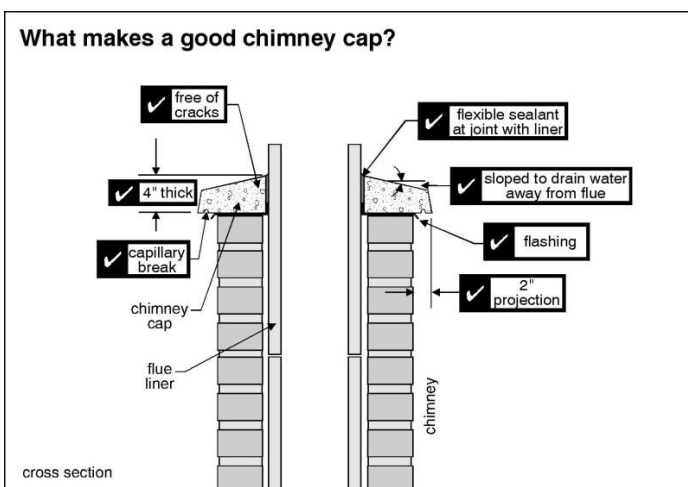 What makes a good chimney cap?
free of
cracks
flexible sealant
at joint with liner
4" thick
sloped to drain water
away from flue
capillary
break
flashing
2"
projection
chimney
cap
flue
liner
chimney
cross section